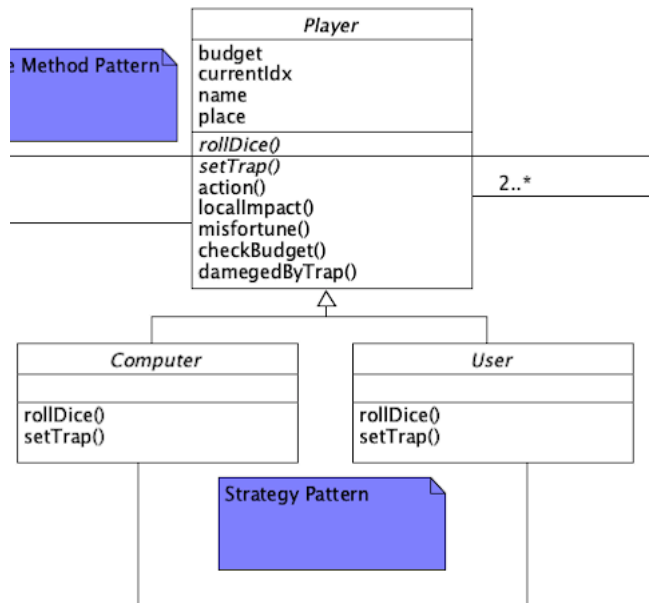 Player
budget
currentIdx
name
place
e Method Pattern
rollDice()
setTrap()
action()
localImpact()
misfortune()
checkBudget()
damegedByTrap()
2..*
Computer
rollDice()
setTrap()
User
rollDice()
setTrap()
Strategy Pattern